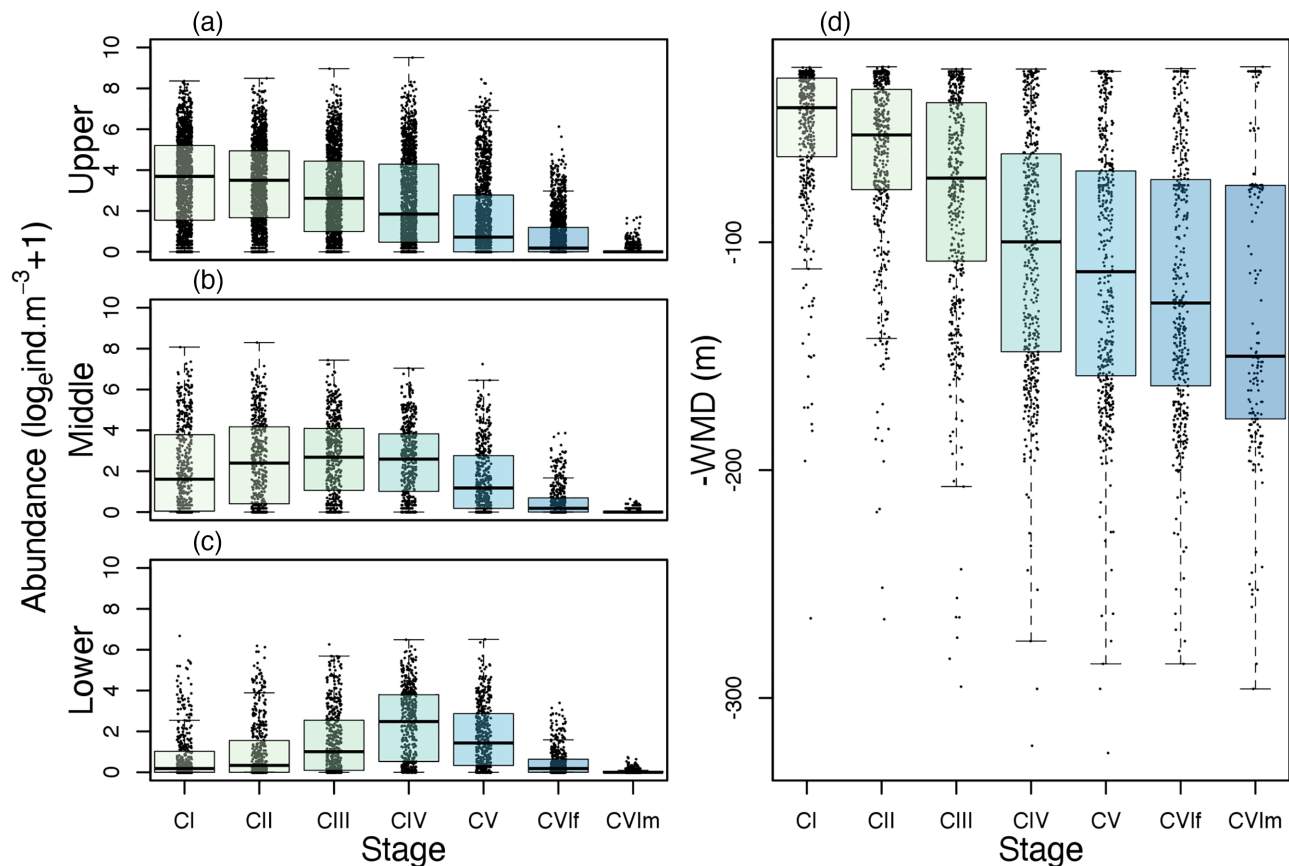 (a)
Upper
0 2 4 6 8 10
(b)
Abundance (logₑind.m⁻³+1)
Middle
0 2 4 6 8 10
(c)
Lower
0 2 4 6 8 10
CI CII CIII CIV CV CVIf CVIm
Stage
(d)
-WMD (m)
-100
-200
-300
CI CII CIII CIV CV CVIf CVIm
Stage